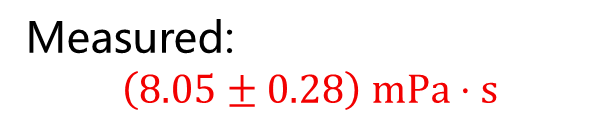 Measured:
(8.05 ± 0.28) mPa · s